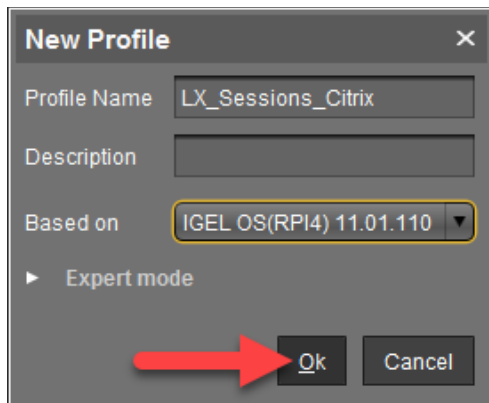 New Profile
Profile Name LX_Sessions_Citrix
Description
Based on IGEL OS(RPI4) 11.01.110
Expert mode
Ok Cancel